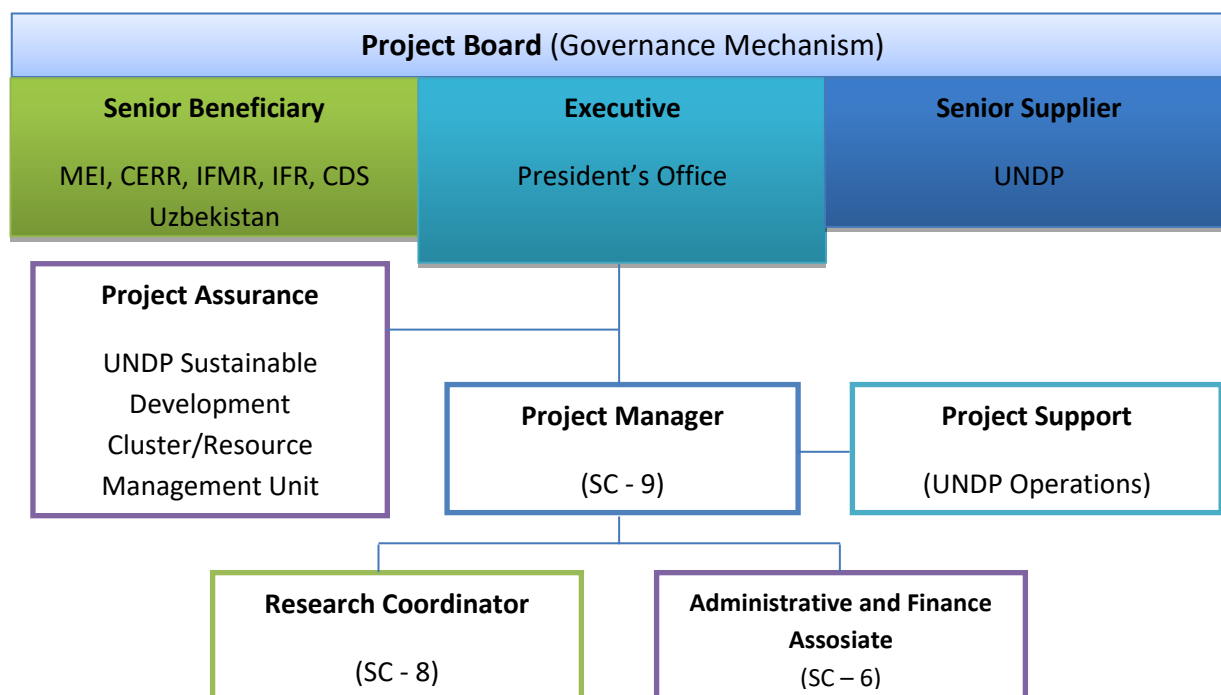 Project Board (Governance Mechanism)
Senior Beneficiary
MEI, CERR, IFMR, IFR, CDS
Uzbekistan
Executive
President’s Office
Senior Supplier
UNDP
Project Assurance
UNDP Sustainable
Development
Cluster/Resource
Management Unit
Project Manager
(SC - 9)
Project Support
(UNDP Operations)
Research Coordinator
(SC - 8)
Administrative and Finance
Assosiate
(SC – 6)